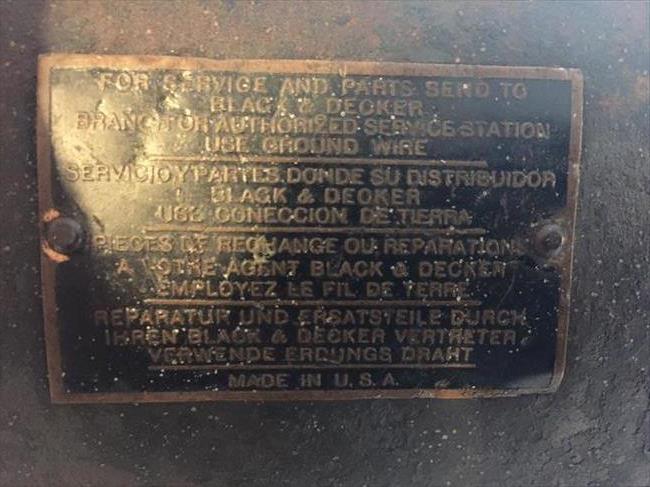 FOR SERVICE AND PARTS SEND TO
BLACK & DECKER
BRANCH OR AUTHORIZED SERVICE STATION
USE GROUND WIRE
SERVICIO Y PARTES. DONDE SU DISTRIBUIDOR
BLACK & DECKER
USE CONECCION DE TIERRA
PIECES DE RECHANGE OU REPARATIONS
A VOTRE AGENT BLACK & DECKER
EMPLOYEZ LE FIL DE TERRE
REPARATUR UND ERSATSTEILE DURCH
IHREN BLACK & DECKER VERTRETER,
VERWENDE ERDUNGS DRAHT
MADE IN U.S.A.